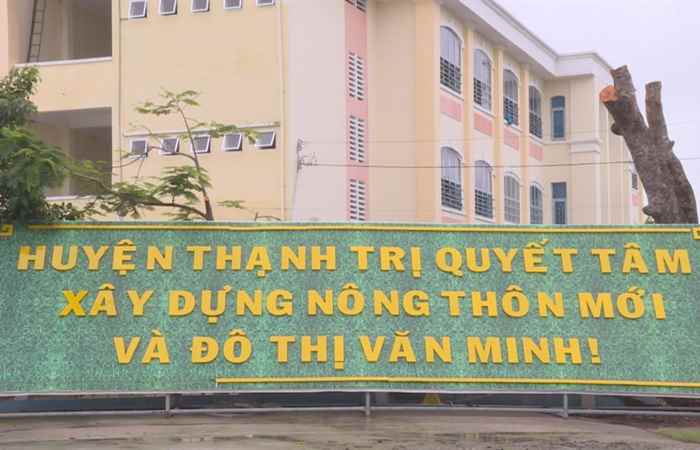 HUYỆN THẠNH TRỊ QUYẾT TÂM
XÂY DỰNG NÔNG THÔN MỚI
VÀ ĐÔ THỊ VĂN MINH!